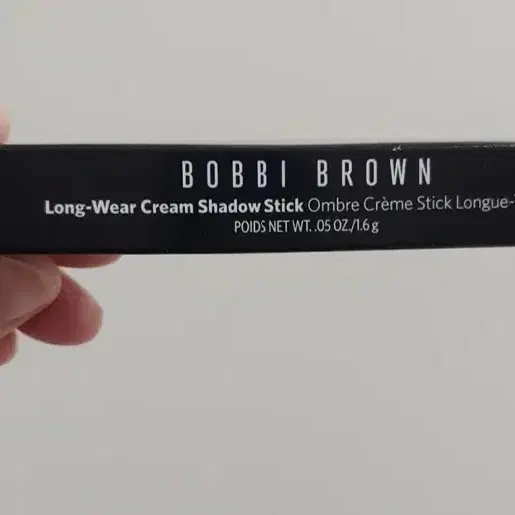 BOBBI BROWN
Long-Wear Cream Shadow Stick Ombre Crème Stick Longue-
POIDS NET WT. .05 OZ./1.6 g